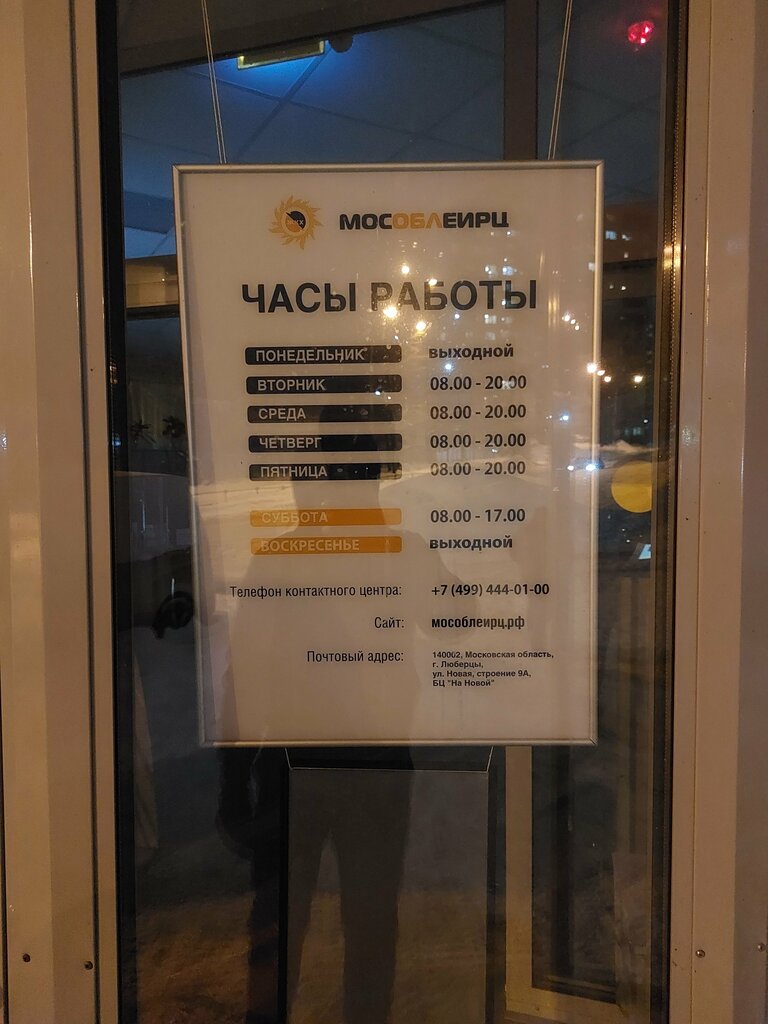 МОСОБЛЕИРЦ
ЧАСЫ РАБОТЫ
ПОНЕДЕЛЬНИК выходной
ВТОРНИК 08.00 - 20.00
СРЕДА 08.00 - 20.00
ЧЕТВЕРГ 08.00 - 20.00
ПЯТНИЦА 08.00 - 20.00
СУББОТА 08.00 - 17.00
ВОСКРЕСЕНЬЕ выходной
Телефон контактного центра: +7 (499) 444-01-00
Сайт: мособлеирц.рф
Почтовый адрес: 140002, Московская область,
г. Люберцы,
ул. Новая, строение 9А,
БЦ "На Новой"